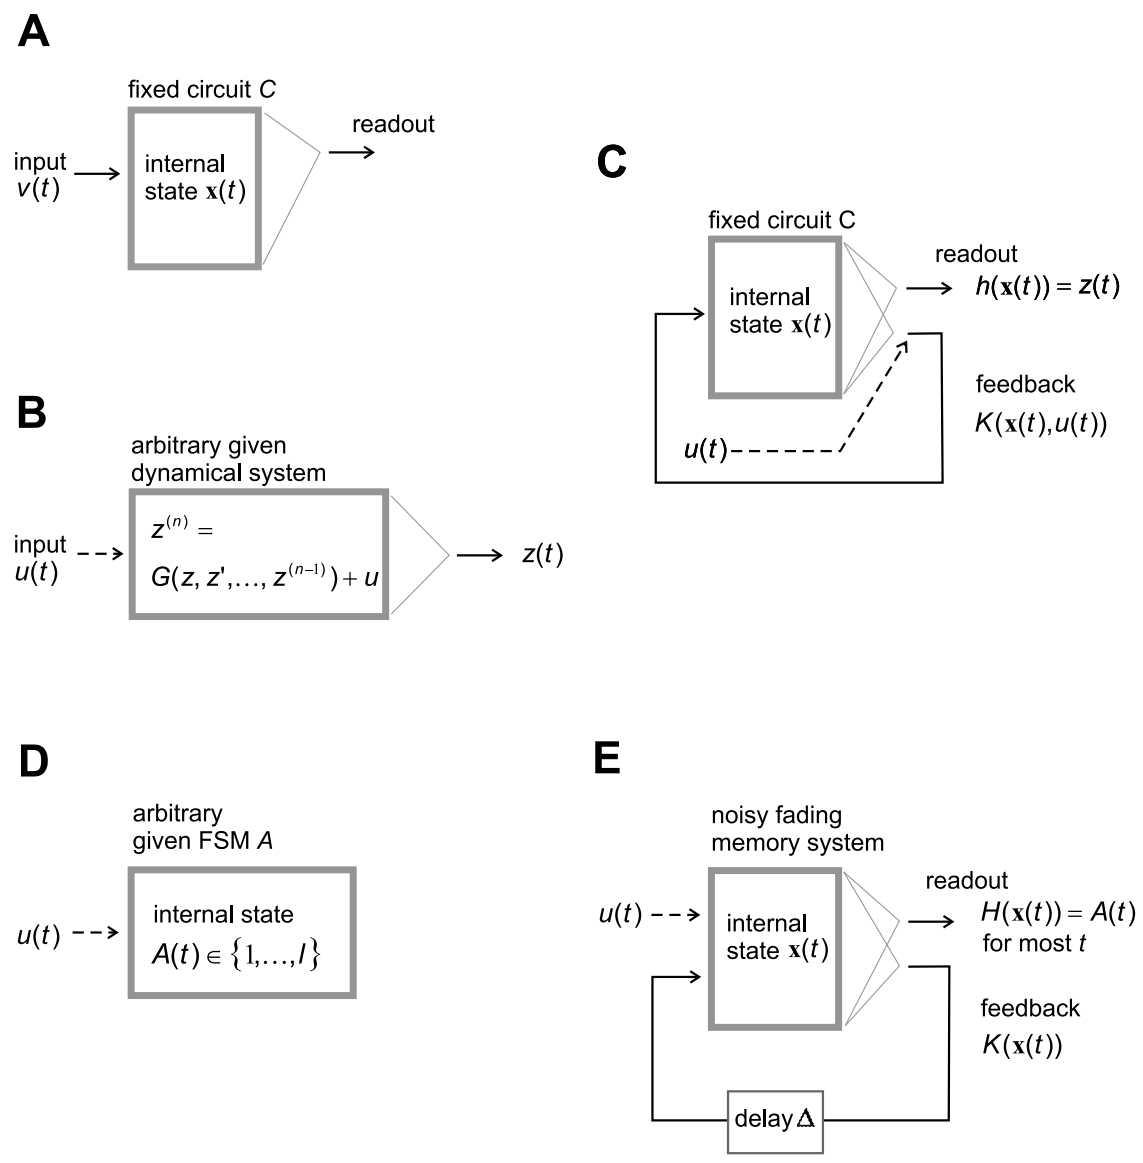 A
fixed circuit C
readout
input
v(t)
internal
state x(t)
B
arbitrary given
dynamical system
input
u(t)
z⁽ⁿ⁾ =
G(z, z',..., z⁽ⁿ⁻¹⁾) + u
z(t)
C
fixed circuit C
readout
h(x(t)) = z(t)
internal
state x(t)
feedback
K(x(t),u(t))
u(t)
D
arbitrary
given FSM A
u(t)
internal state
A(t) ∈ {1,...,l}
E
noisy fading
memory system
readout
H(x(t)) = A(t)
for most t
u(t)
internal
state x(t)
feedback
K(x(t))
delay Δ